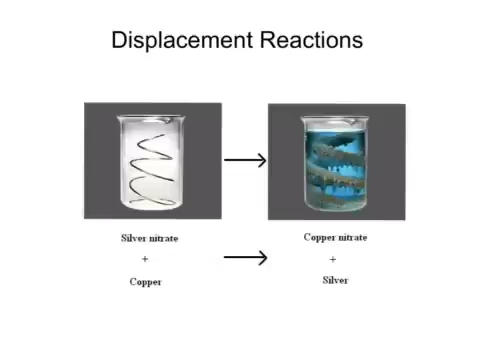 Displacement Reactions
Silver nitrate
+
Copper
Copper nitrate
+
Silver